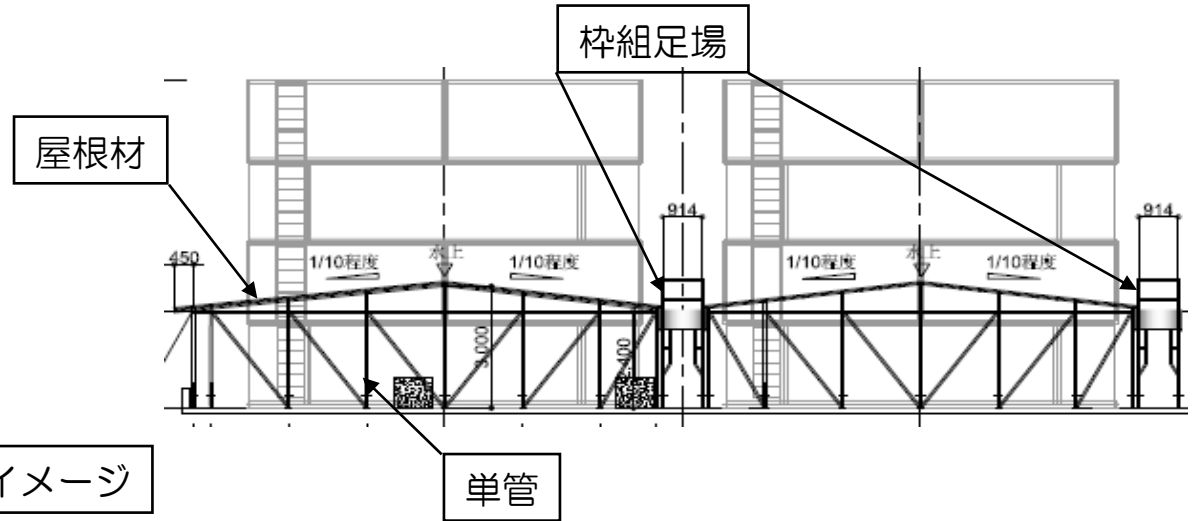 枠組足場
屋根材
914
914
450
水上
水上
1/10程度
1/10程度
1/10程度
1/10程度
3,000
イメージ
単管